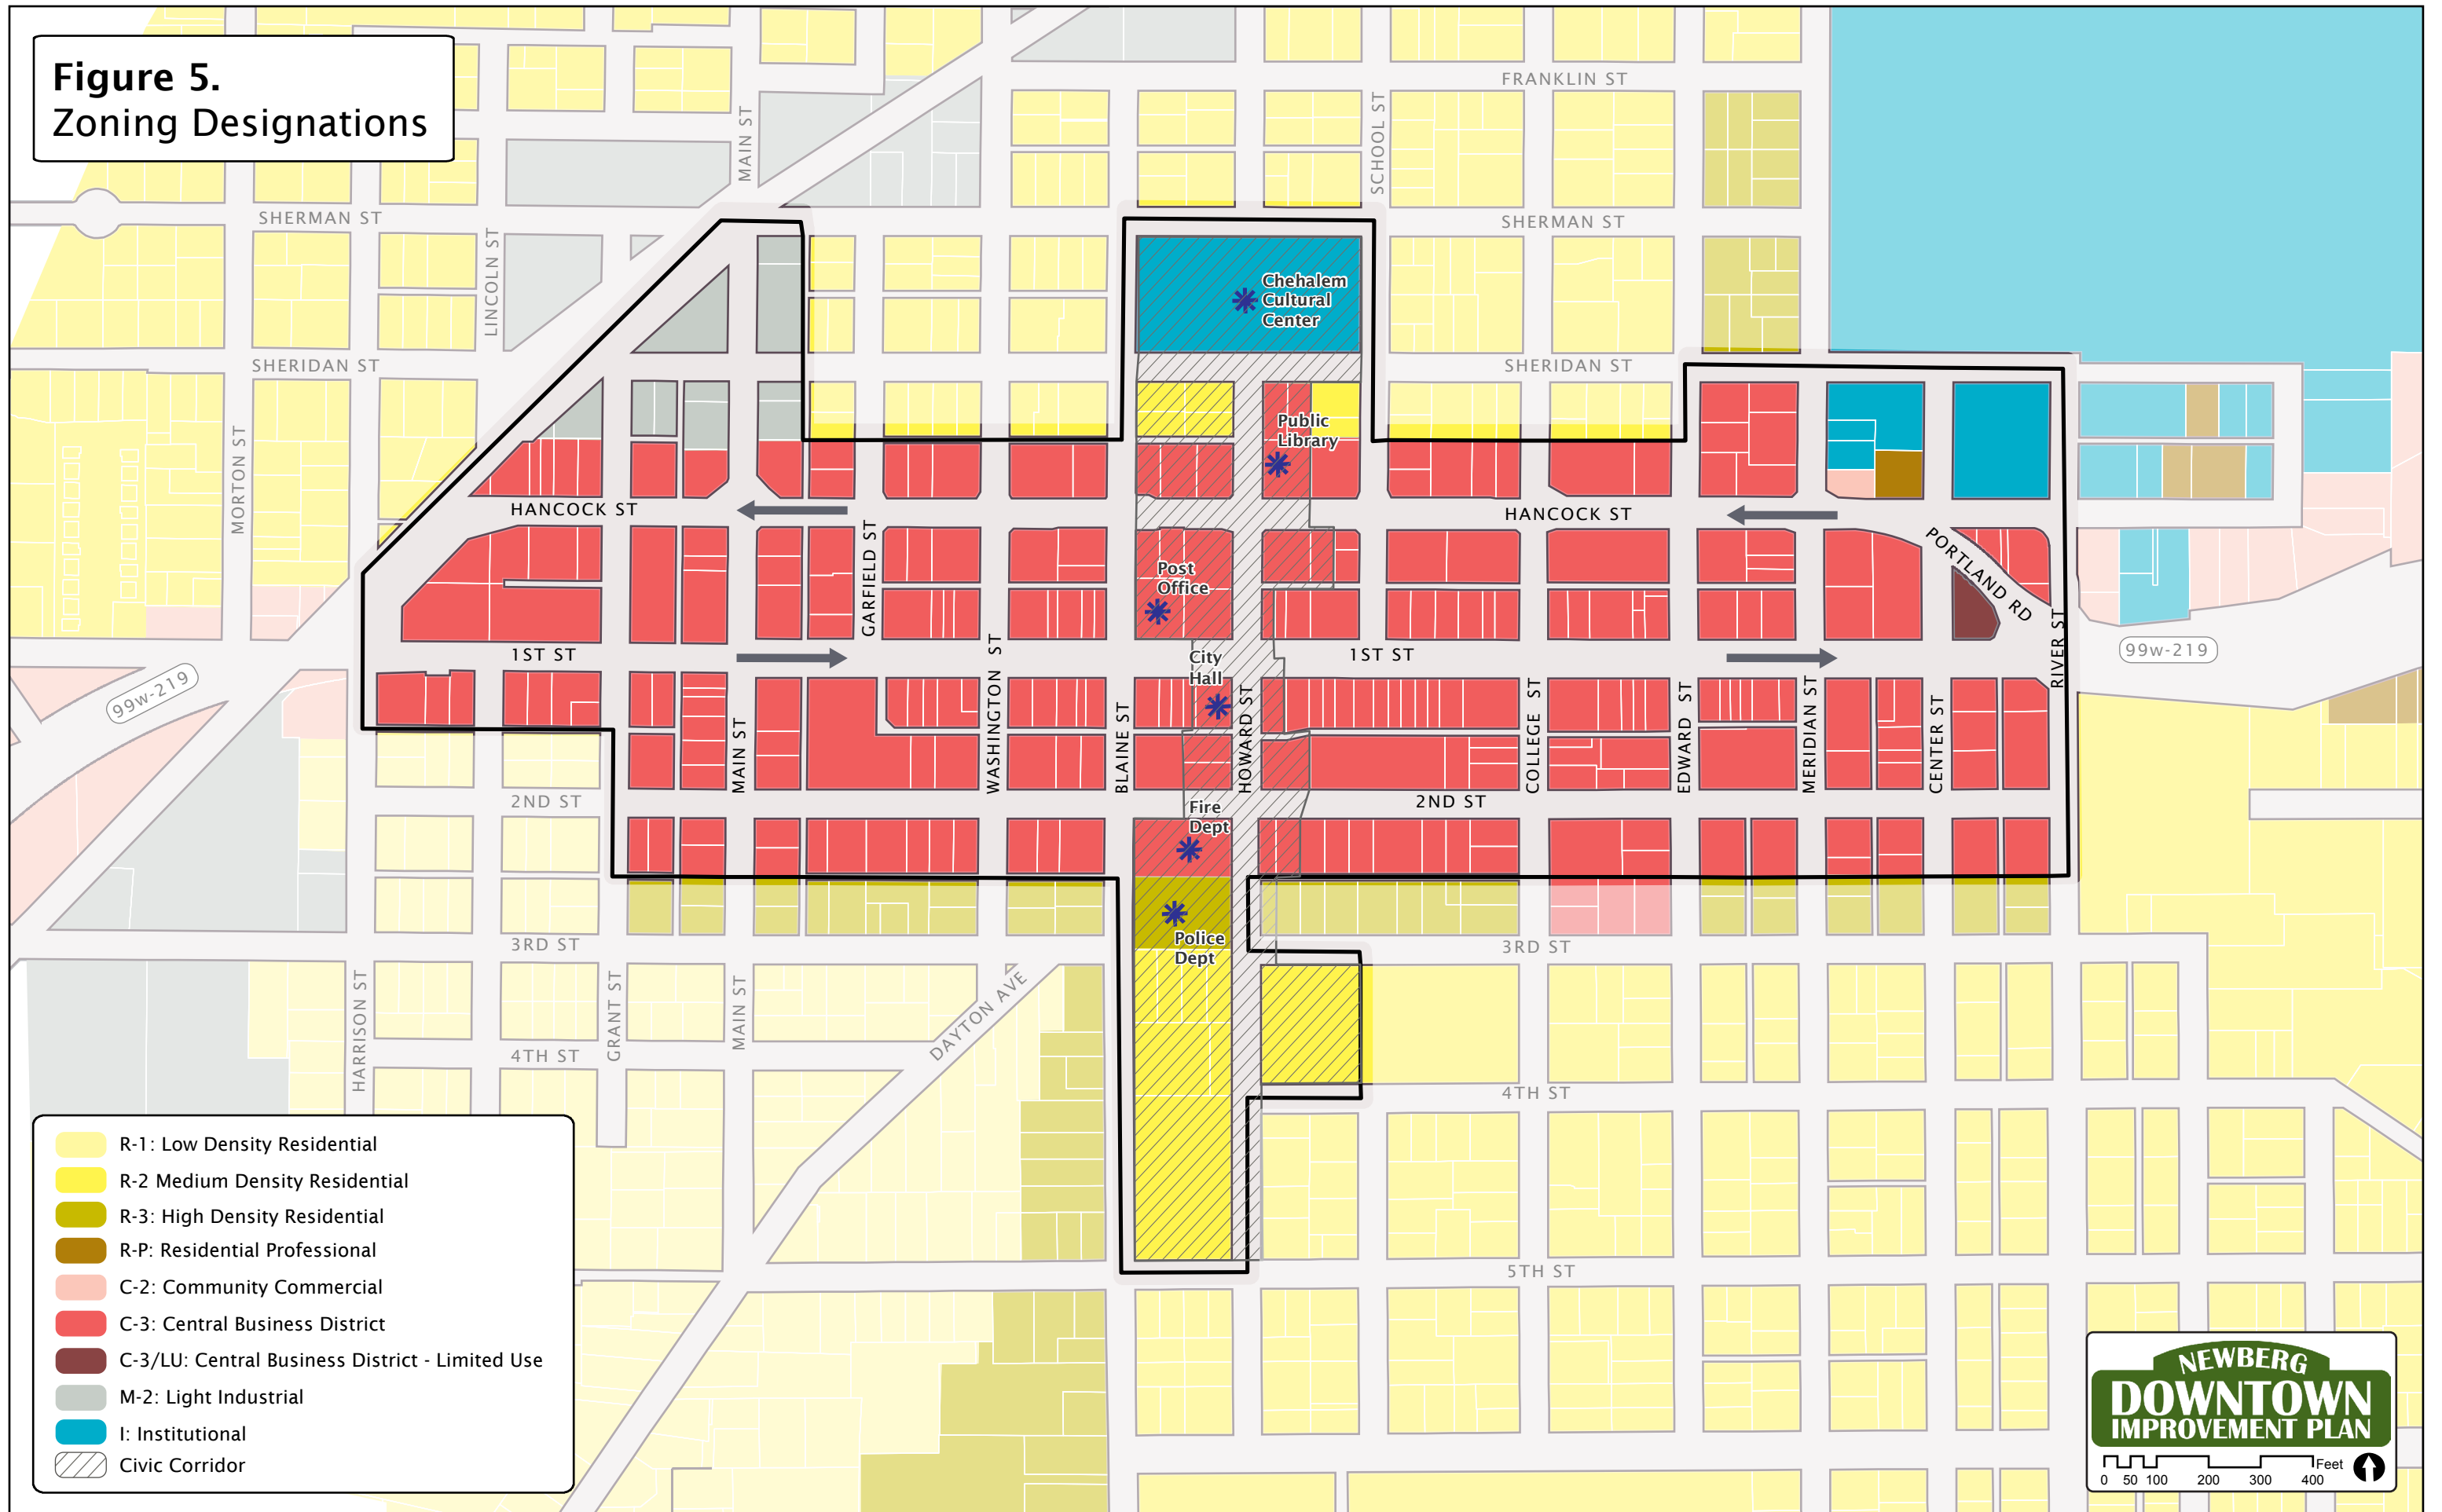 Figure 5.
Zoning Designations
FRANKLIN ST
MAIN ST
SCHOOL ST
SHERMAN ST
SHERMAN ST
LINCOLN ST
Chehalem
Cultural
Center
SHERIDAN ST
SHERIDAN ST
MORTON ST
Public
Library
HANCOCK ST
HANCOCK ST
GARFIELD ST
PORTLAND RD
Post
Office
1ST ST
1ST ST
WASHINGTON ST
RIVER ST
99w-219
99w-219
City
Hall
MAIN ST
BLAINE ST
HOWARD ST
COLLEGE ST
EDWARD ST
MERIDIAN ST
CENTER ST
2ND ST
2ND ST
Fire
Dept
3RD ST
3RD ST
Police
Dept
HARRISON ST
GRANT ST
MAIN ST
DAYTON AVE
4TH ST
4TH ST
5TH ST
R-1: Low Density Residential
R-2 Medium Density Residential
R-3: High Density Residential
R-P: Residential Professional
C-2: Community Commercial
C-3: Central Business District
C-3/LU: Central Business District - Limited Use
M-2: Light Industrial
I: Institutional
Civic Corridor
NEWBERG
DOWNTOWN
IMPROVEMENT PLAN
Feet
0 50 100 200 300 400